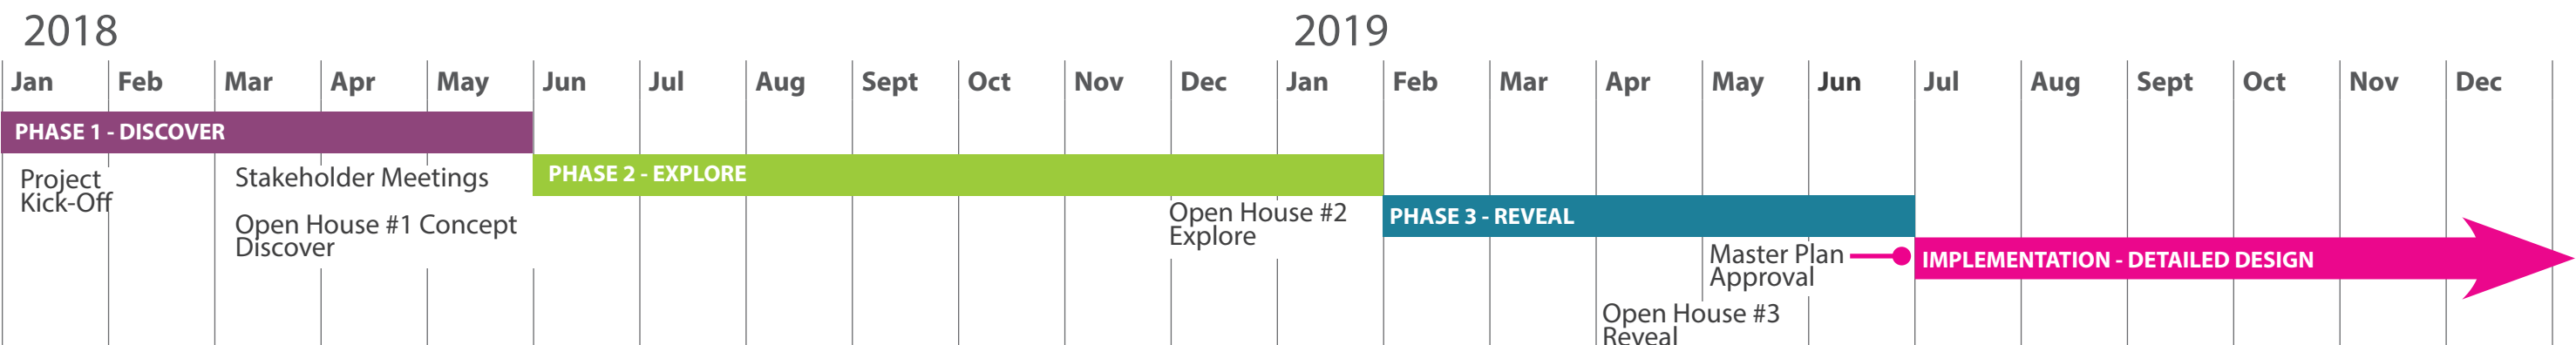 2018
2019
Jan Feb Mar Apr May Jun Jul Aug Sept Oct Nov Dec Jan Feb Mar Apr May Jun Jul Aug Sept Oct Nov Dec
PHASE 1 - DISCOVER
Project
Kick-Off
Stakeholder Meetings
Open House #1 Concept
Discover
PHASE 2 - EXPLORE
Open House #2
Explore
PHASE 3 - REVEAL
Master Plan
Approval
Open House #3
Reveal
IMPLEMENTATION - DETAILED DESIGN